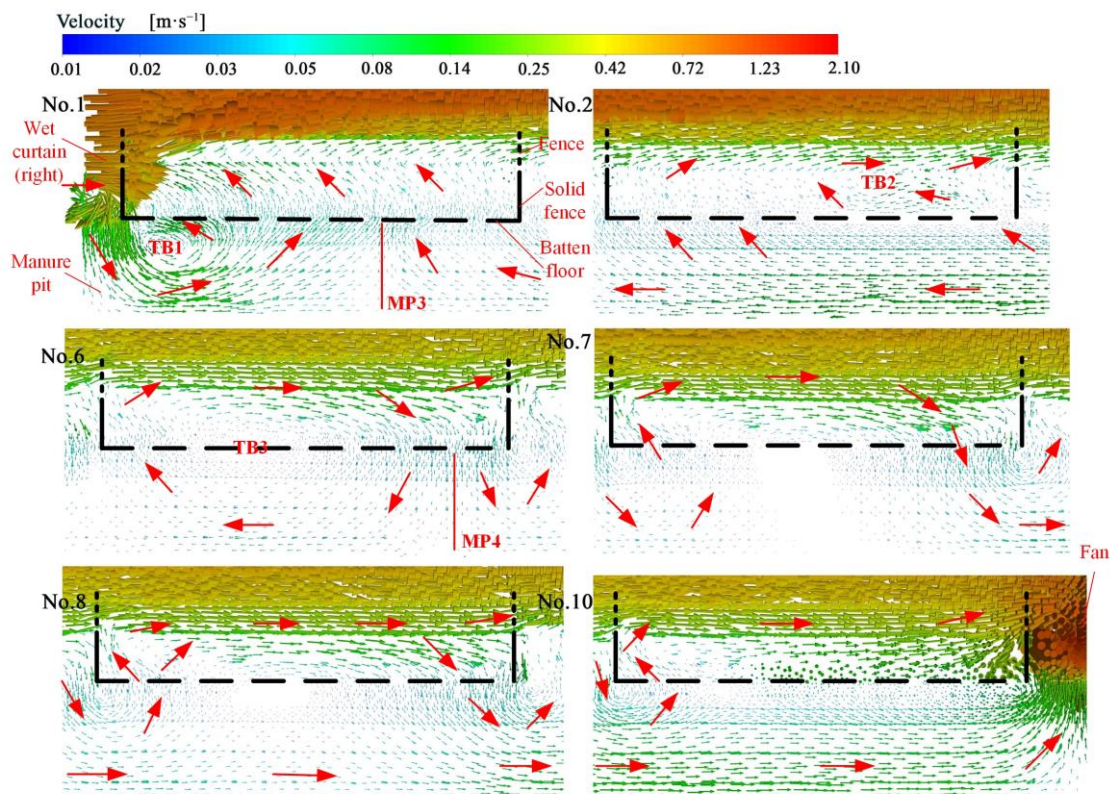 Velocity [m·s⁻¹]
0.01 0.02 0.03 0.05 0.08 0.14 0.25 0.42 0.72 1.23 2.10
No.1
Wet
curtain
(right)
Fence
Solid
fence
TB1
Batten
floor
Manure
pit
MP3
No.2
TB2
No.6
TB3
MP4
No.7
Fan
No.8
No.10